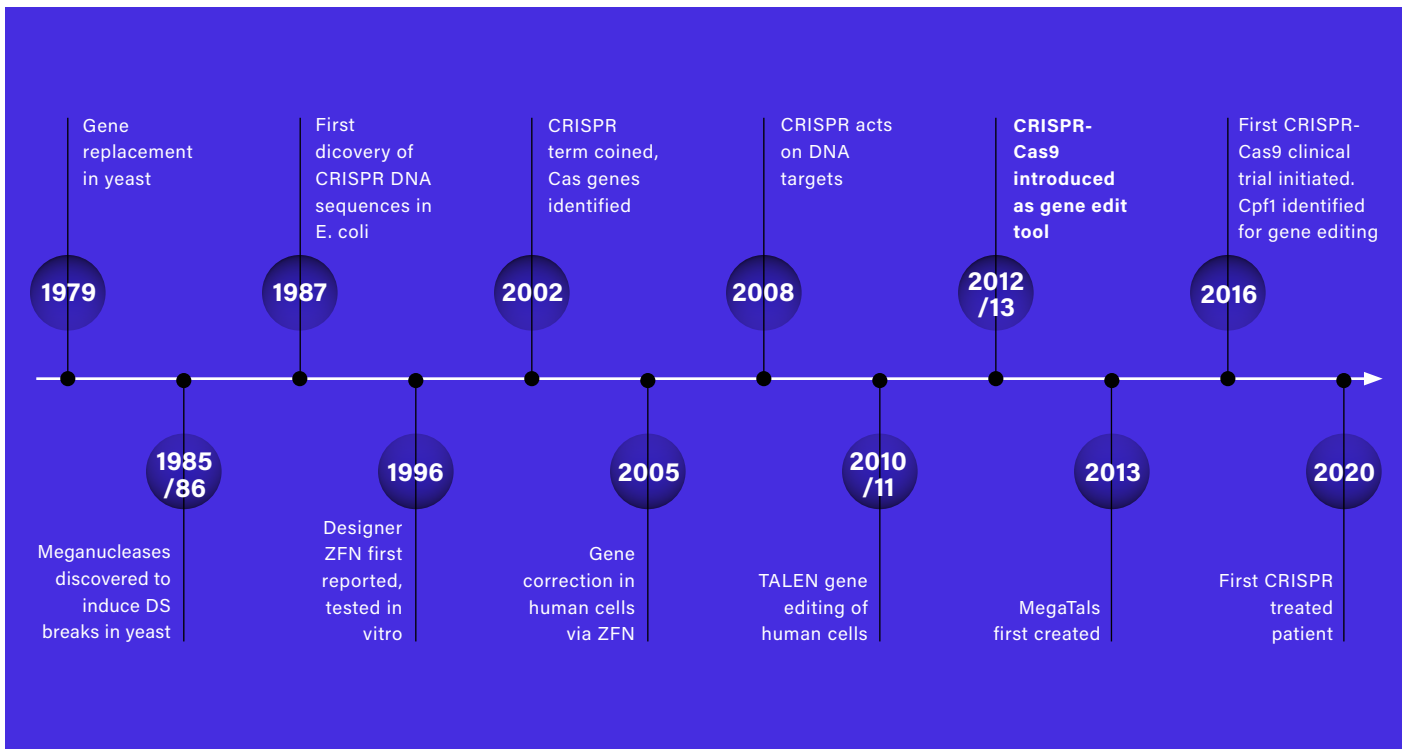 Gene
replacement
in yeast
First
dicovery of
CRISPR DNA
sequences in
E. coli
CRISPR
term coined,
Cas genes
identified
CRISPR acts
on DNA
targets
CRISPR-
Cas9
introduced
as gene edit
tool
First CRISPR-
Cas9 clinical
trial initiated.
Cpf1 identified
for gene editing
1979
1987
2002
2008
2012
/13
2016
1985
/86
1996
2005
2010
/11
2013
2020
Meganucleases
discovered to
induce DS
breaks in yeast
Designer
ZFN first
reported,
tested in
vitro
Gene
correction in
human cells
via ZFN
TALEN gene
editing of
human cells
MegaTals
first created
First CRISPR
treated
patient